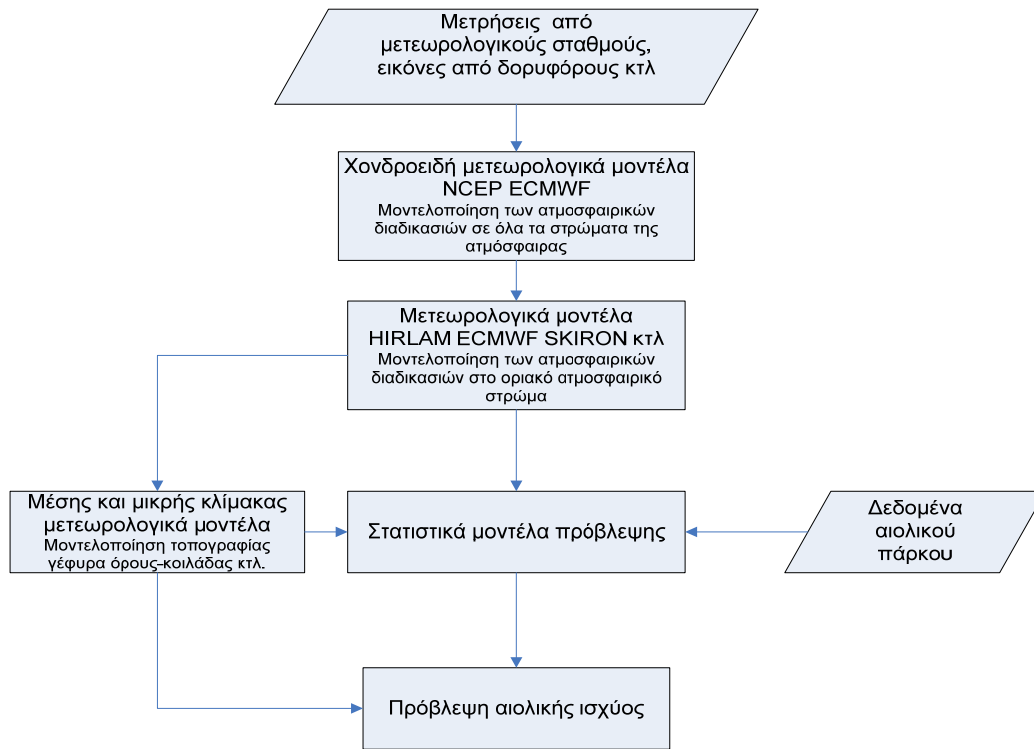 Μετρήσεις από
μετεωρολογικούς σταθμούς,
εικόνες από δορυφόρους κτλ
Χονδροειδή μετεωρολογικά μοντέλα
NCEP ECMWF
Μοντελοποίηση των ατμοσφαιρικών
διαδικασιών σε όλα τα στρώματα της
ατμόσφαιρας
Μετεωρολογικά μοντέλα
HIRLAM ECMWF SKIRON κτλ
Μοντελοποίηση των ατμοσφαιρικών
διαδικασιών στο οριακό ατμοσφαιρικό
στρώμα
Μέσης και μικρής κλίμακας
μετεωρολογικά μοντέλα
Μοντελοποίηση τοπογραφίας
γέφυρα όρους-κοιλάδας κτλ.
Στατιστικά μοντέλα πρόβλεψης
Δεδομένα
αιολικού
πάρκου
Πρόβλεψη αιολικής ισχύος